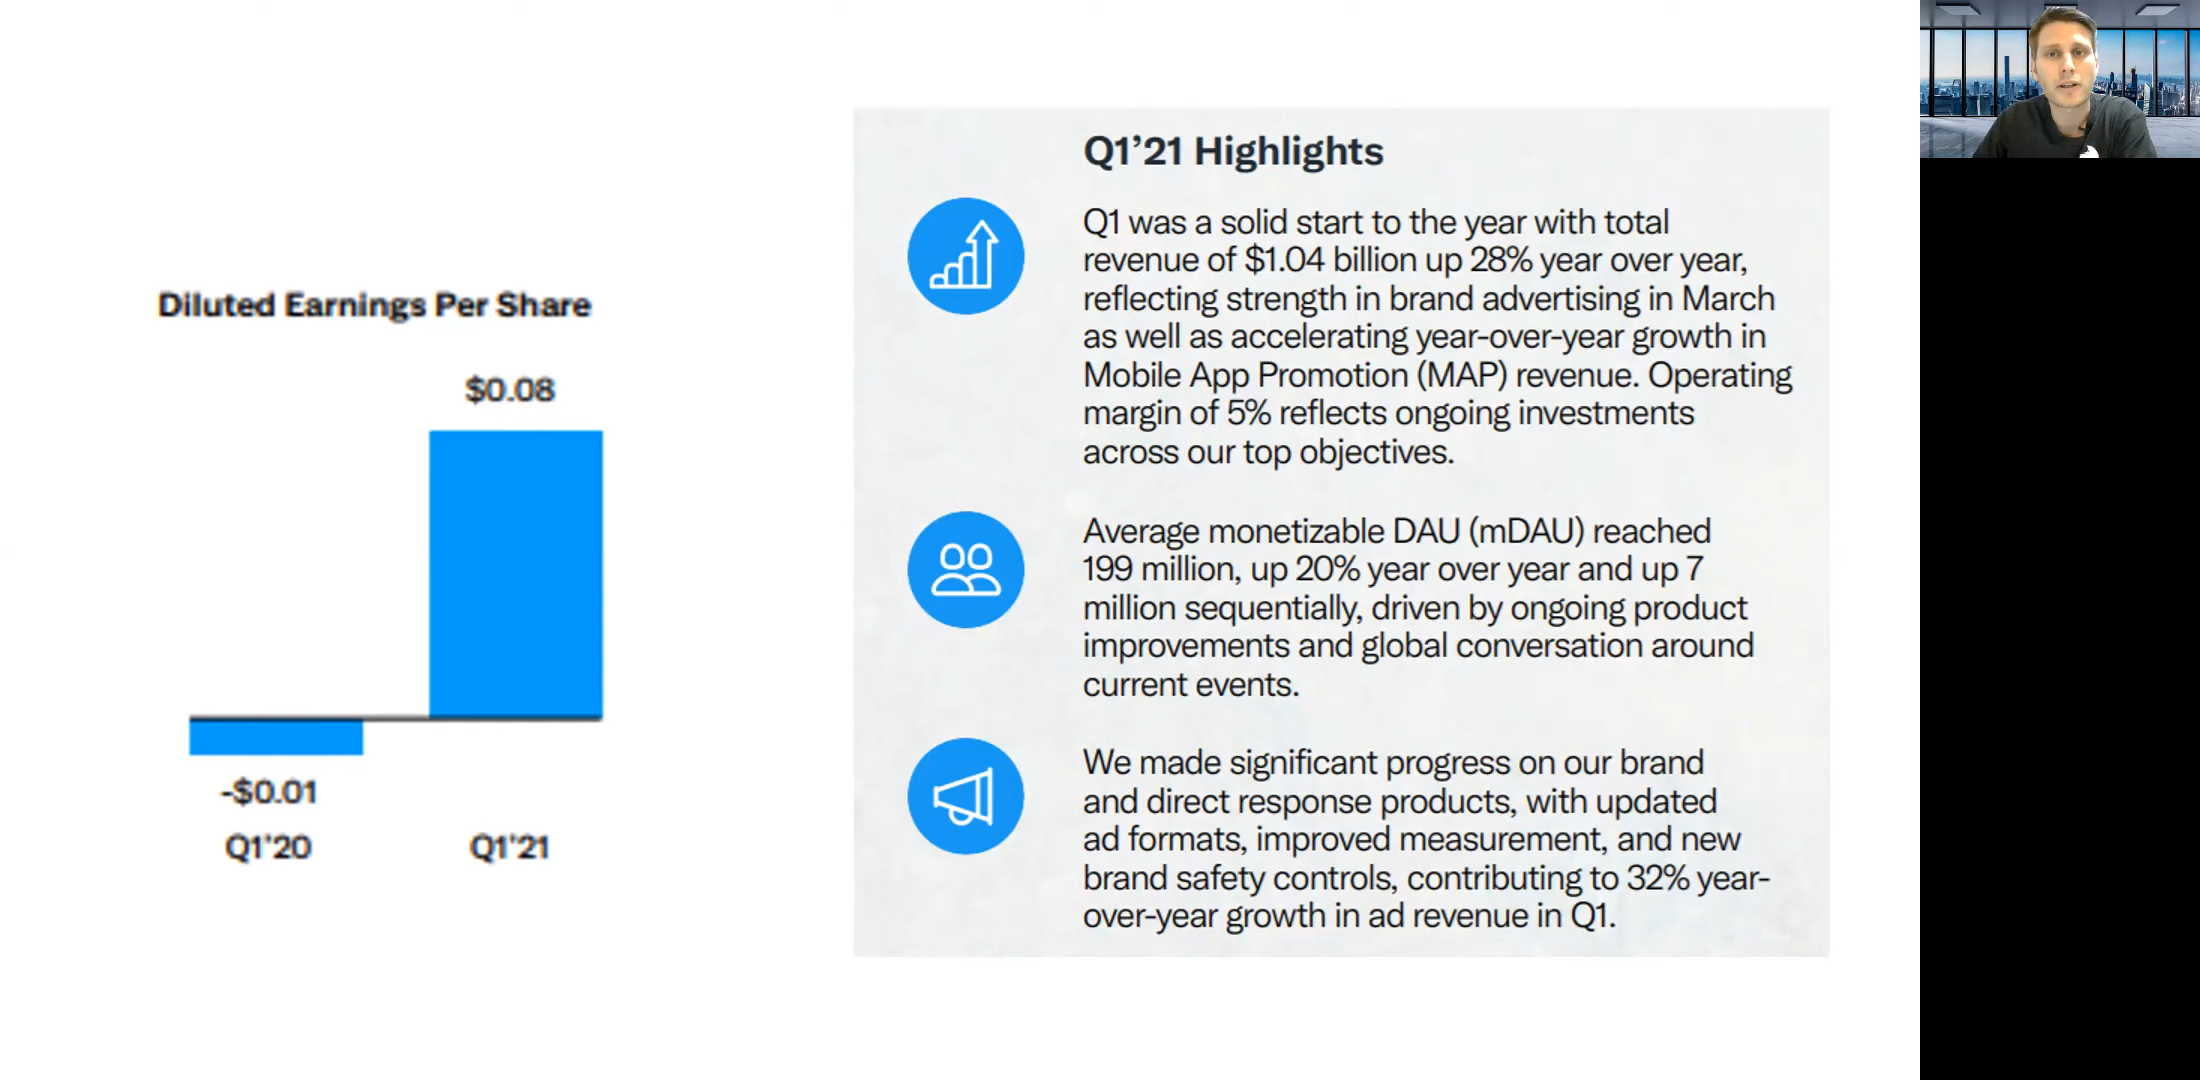 Diluted Earnings Per Share
$0.08
-$0.01
Q1'20
Q1'21
Q1’21 Highlights
Q1 was a solid start to the year with total
revenue of $1.04 billion up 28% year over year,
reflecting strength in brand advertising in March
as well as accelerating year-over-year growth in
Mobile App Promotion (MAP) revenue. Operating
margin of 5% reflects ongoing investments
across our top objectives.
Average monetizable DAU (mDAU) reached
199 million, up 20% year over year and up 7
million sequentially, driven by ongoing product
improvements and global conversation around
current events.
We made significant progress on our brand
and direct response products, with updated
ad formats, improved measurement, and new
brand safety controls, contributing to 32% year-
over-year growth in ad revenue in Q1.